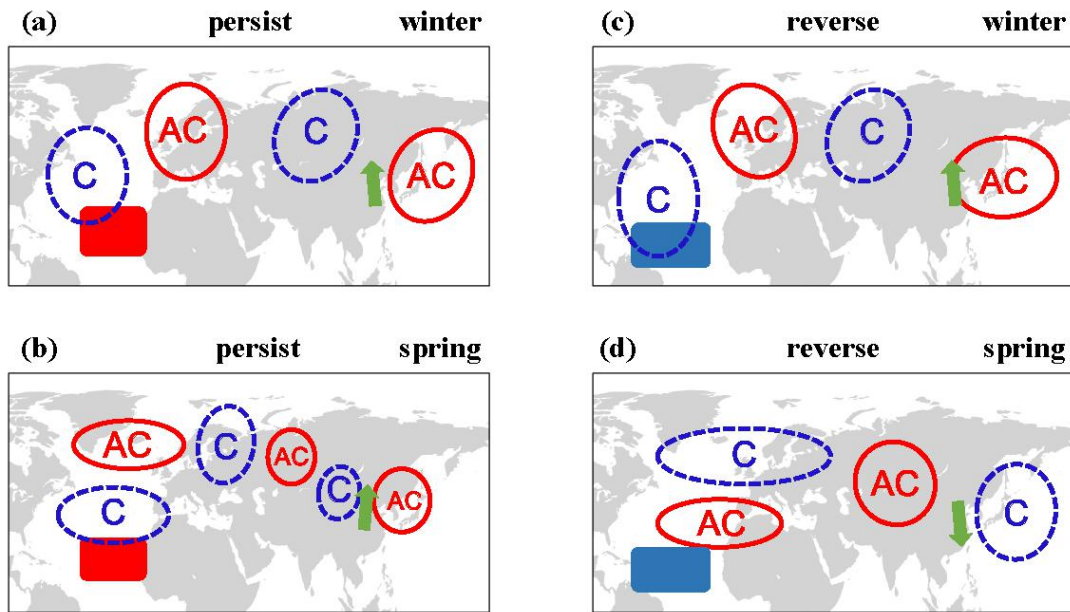 (a) persist winter
C AC C AC
(b) persist spring
AC C AC C AC
C
(c) reverse winter
C AC C AC
(d) reverse spring
C AC C
AC